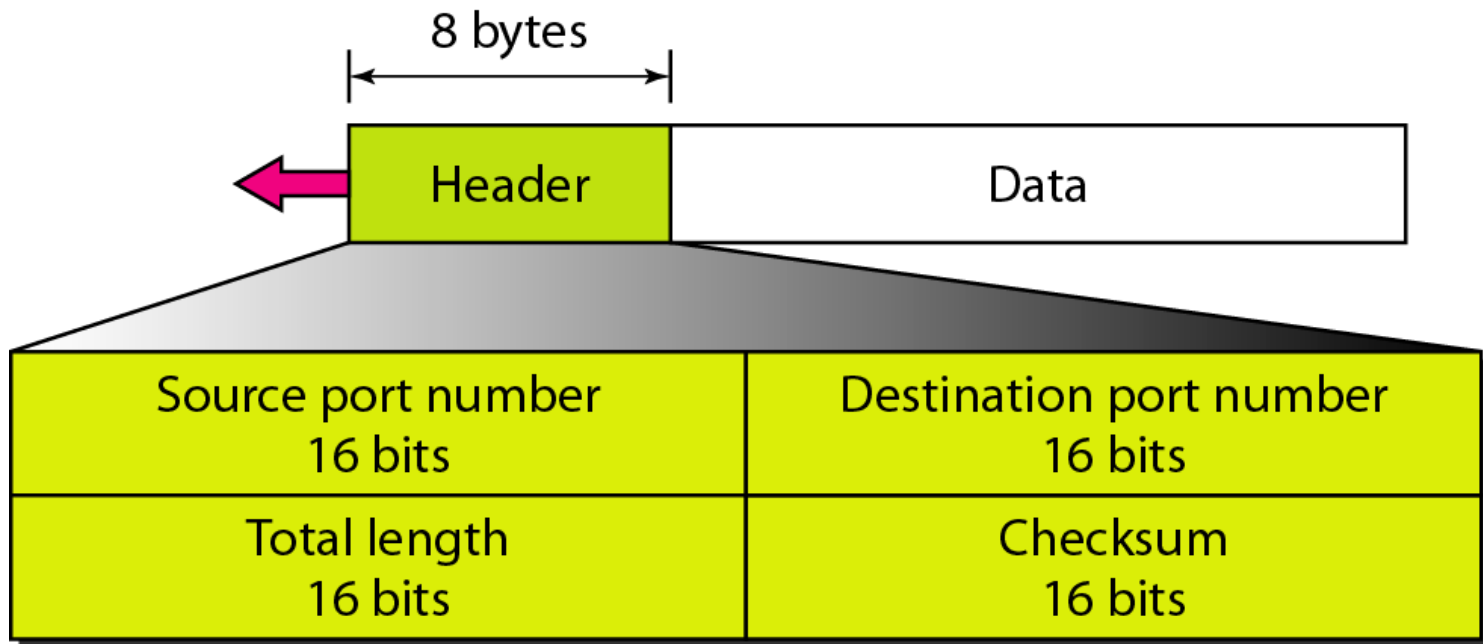 8 bytes
Header
Data
Source port number
16 bits
Destination port number
16 bits
Total length
16 bits
Checksum
16 bits